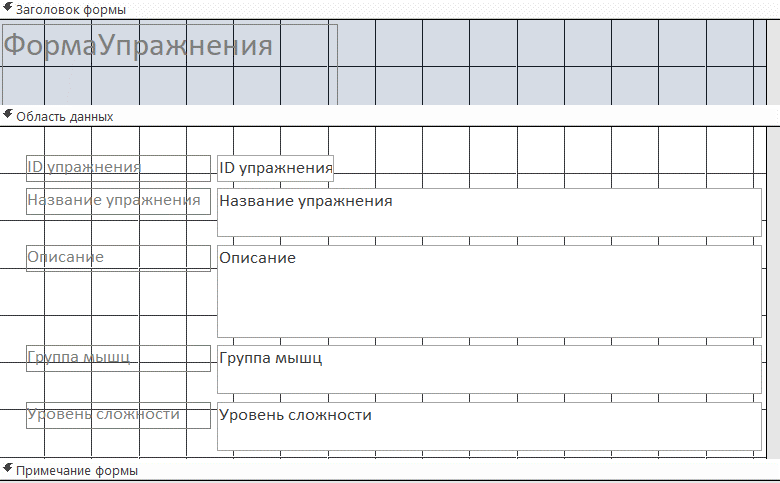 Заголовок формы
ФормаУпражнения
Область данных
ID упражнения ID упражнения
Название упражнения Название упражнения
Описание Описание
Группа мышц Группа мышц
Уровень сложности Уровень сложности
Примечание формы